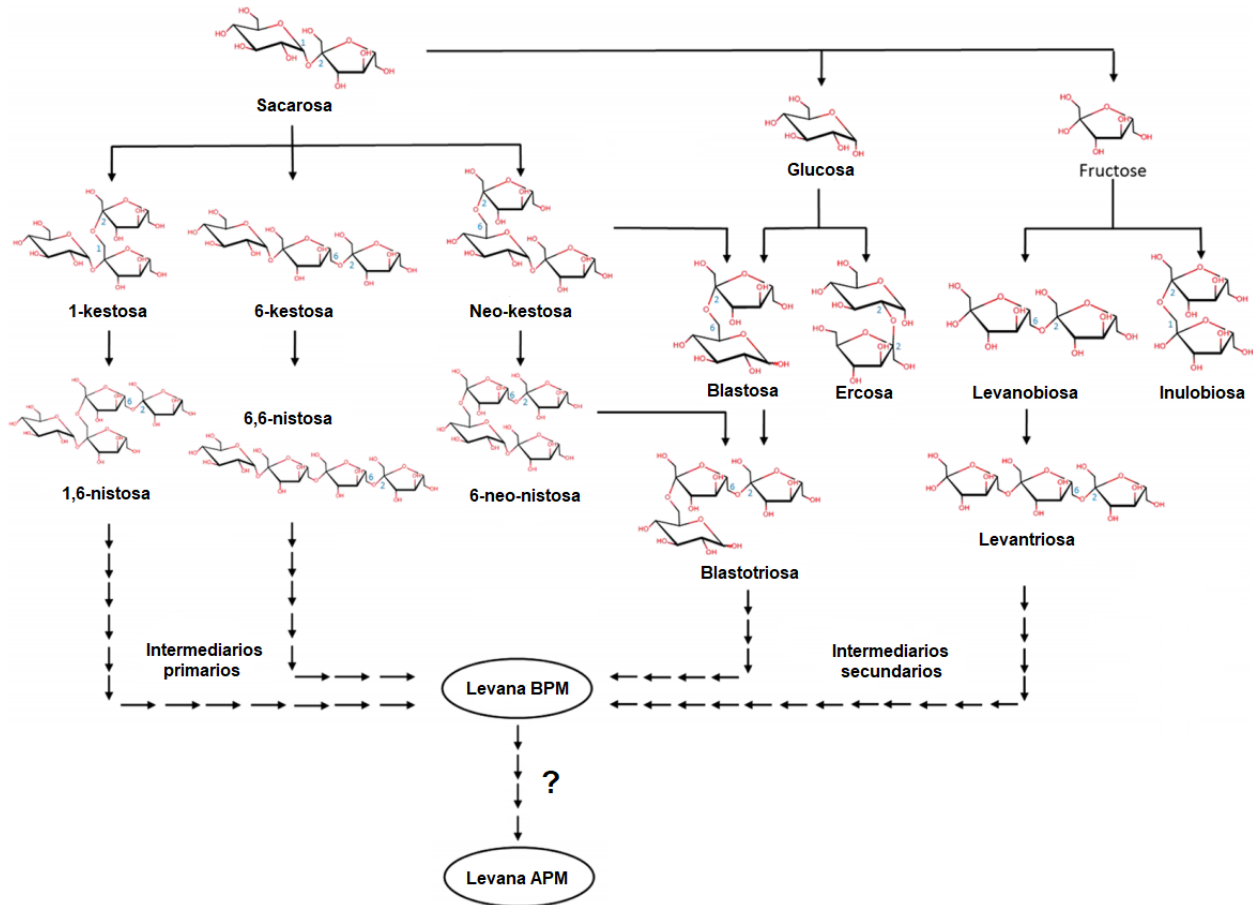 Sacarosa
Glucosa
Fructose
1-kestosa
6-kestosa
Neo-kestosa
Blastosa
Ercosa
Levanobiosa
Inulobiosa
1,6-nistosa
6,6-nistosa
6-neo-nistosa
Blastotriosa
Levantriosa
Intermediarios
primarios
Intermediarios
secundarios
Levana BPM
?
Levana APM